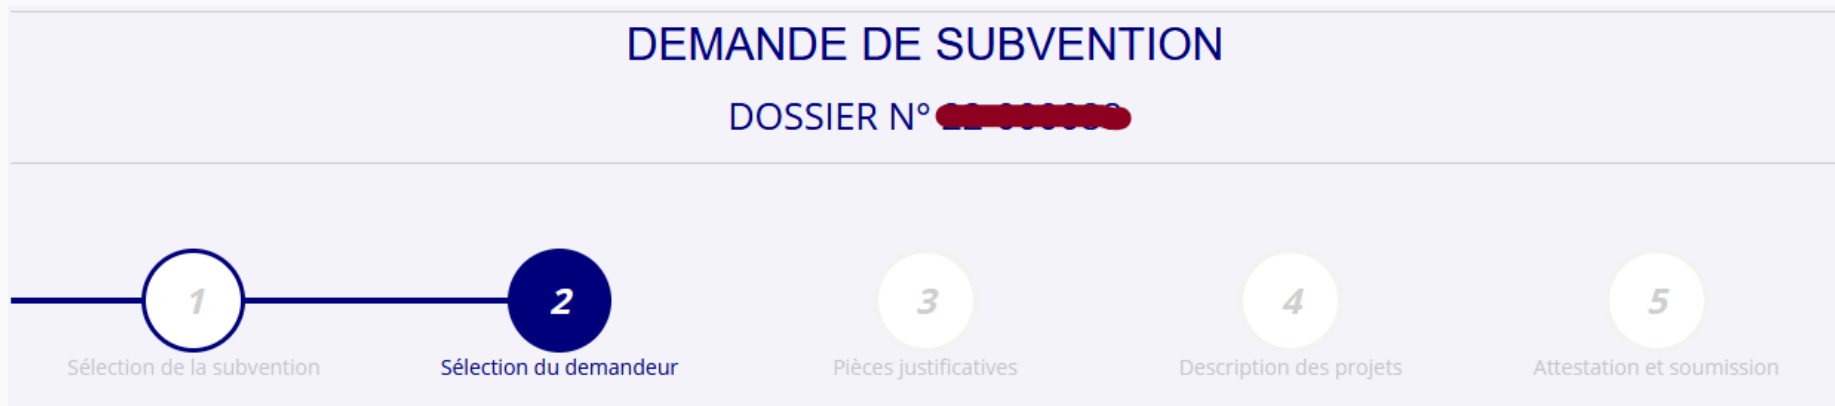 DEMANDE DE SUBVENTION
DOSSIER N°
1
2
3
4
5
Sélection de la subvention
Sélection du demandeur
Pièces justificatives
Description des projets
Attestation et soumission